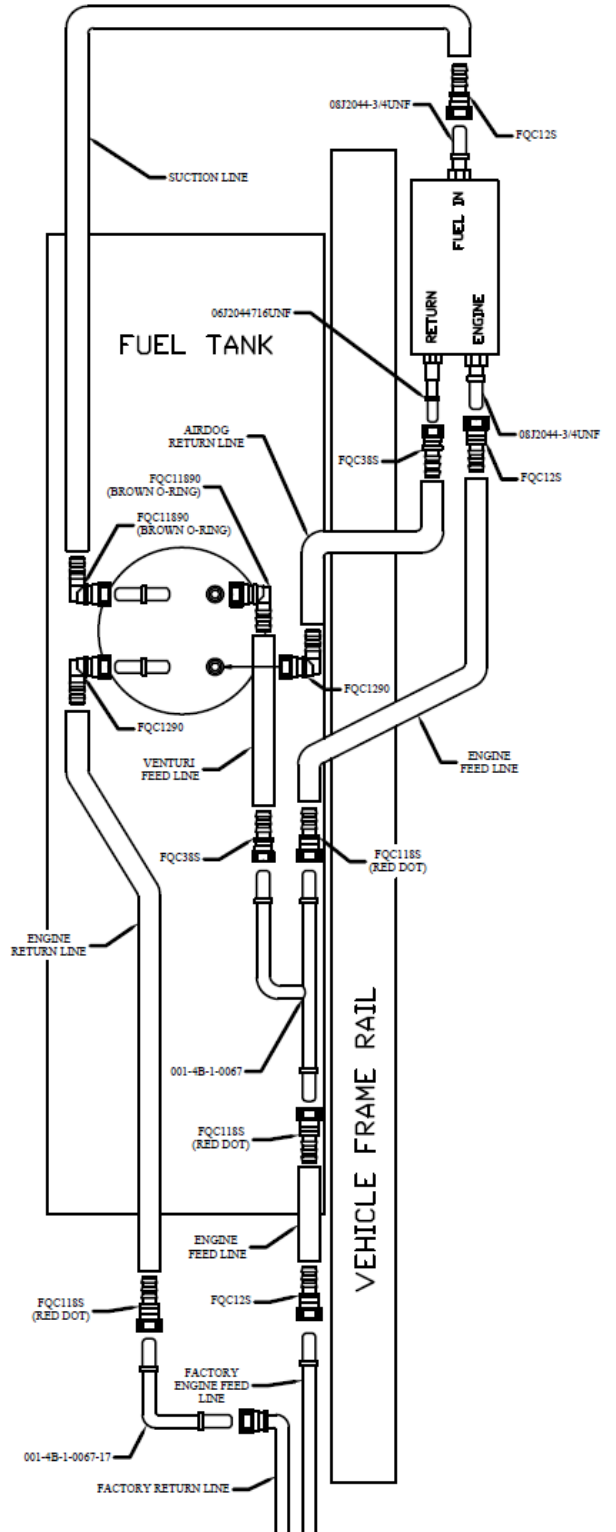 08J2044-3/4UNF
FQC12S
SUCTION LINE
FUEL IN
RETURN
ENGINE
06J2044716UNF
FUEL TANK
AIRDOG
RETURN LINE
08J2044-3/4UNF
FQC38S
FQC12S
FQC11890
(BROWN O-RING)
FQC11890
(BROWN O-RING)
FQC1290
FQC1290
VENTURI
FEED LINE
ENGINE
FEED LINE
FQC38S
FQC118S
(RED DOT)
ENGINE
RETURN LINE
001-4B-1-0067
VEHICLE FRAME RAIL
FQC118S
(RED DOT)
ENGINE
FEED LINE
FQC118S
(RED DOT)
FQC12S
FACTORY
ENGINE FEED
LINE
001-4B-1-0067-17
FACTORY RETURN LINE